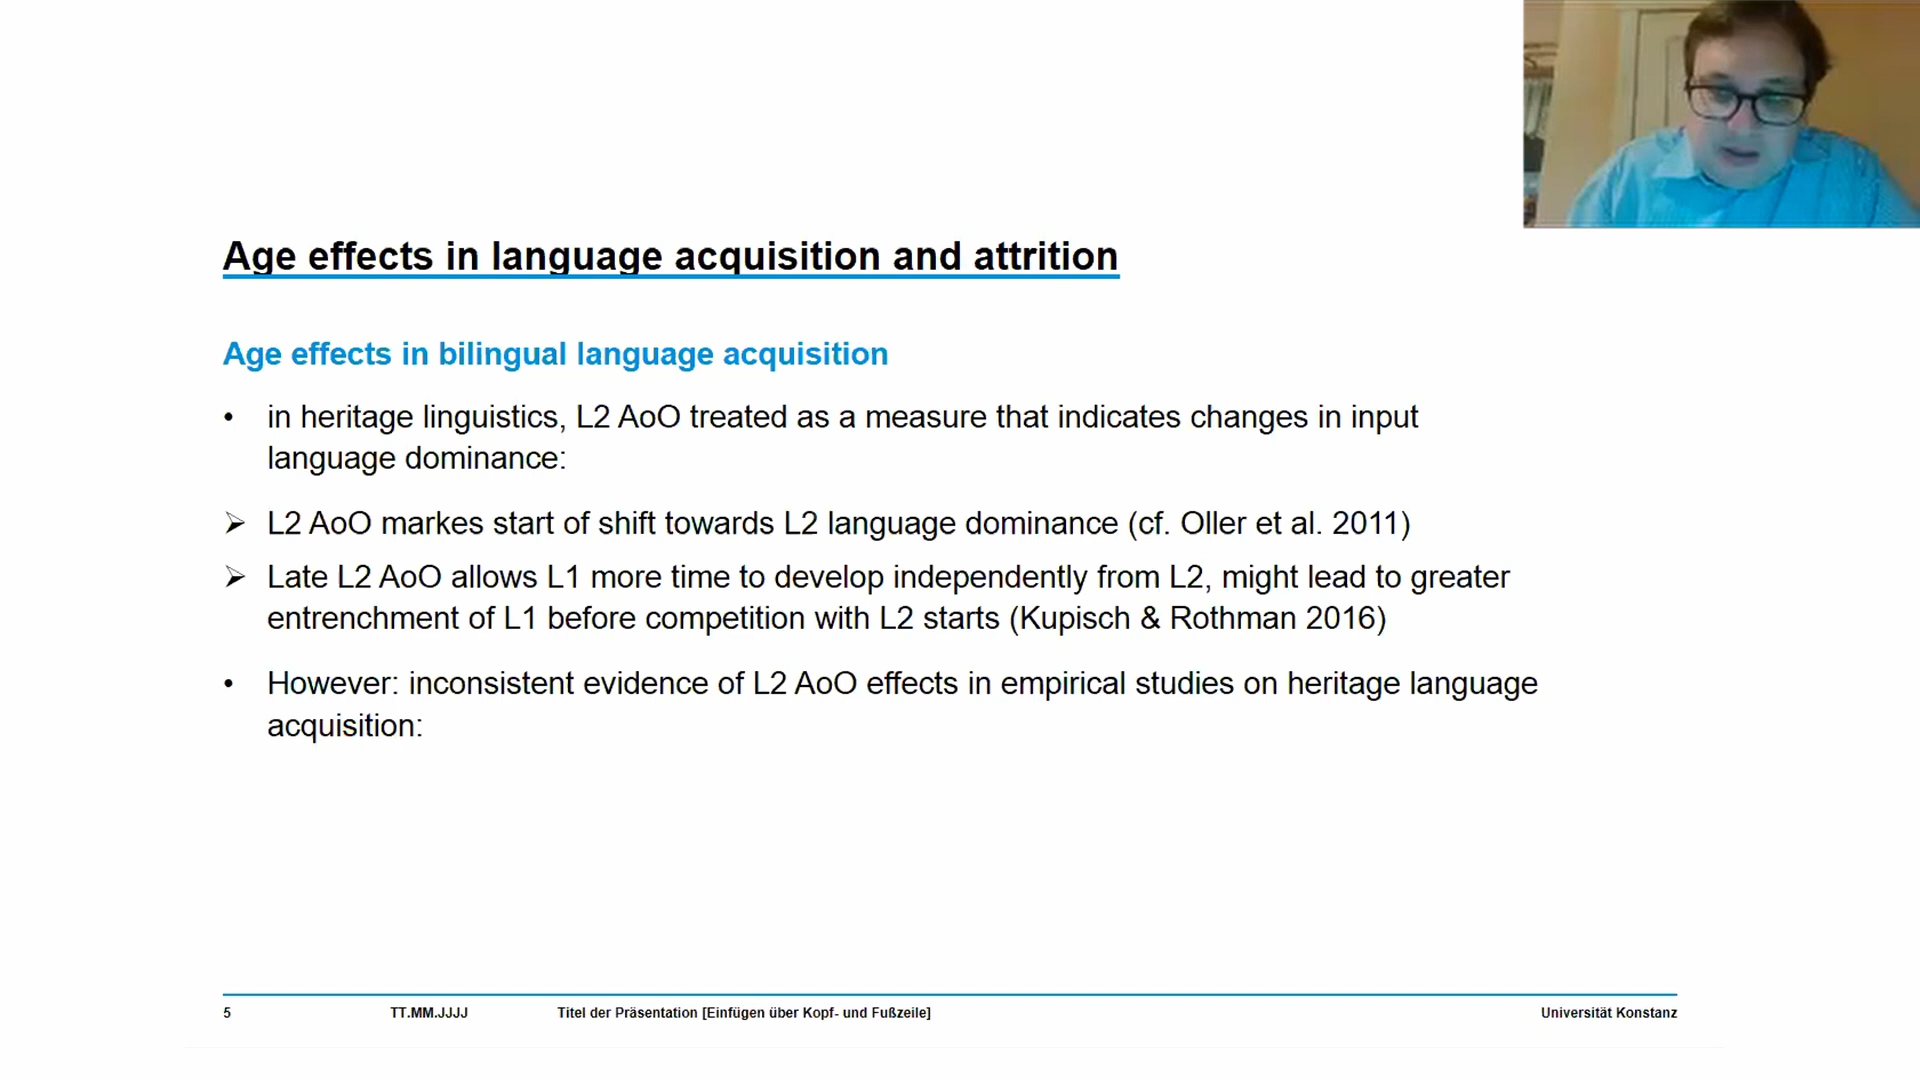 Age effects in language acquisition and attrition
Age effects in bilingual language acquisition
• in heritage linguistics, L2 AoO treated as a measure that indicates changes in input
language dominance:
➢ L2 AoO markes start of shift towards L2 language dominance (cf. Oller et al. 2011)
➢ Late L2 AoO allows L1 more time to develop independently from L2, might lead to greater
entrenchment of L1 before competition with L2 starts (Kupisch & Rothman 2016)
• However: inconsistent evidence of L2 AoO effects in empirical studies on heritage language
acquisition:
5 TT.MM.JJJJ Titel der Präsentation [Einfügen über Kopf- und Fußzeile] Universität Konstanz